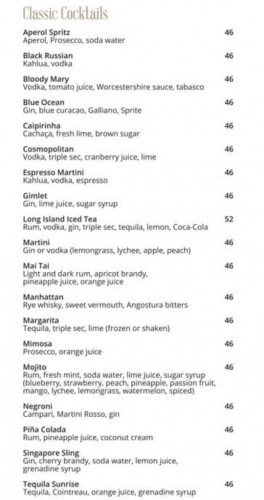 Classic Cocktails
Aperol Spritz 46
Aperol, Prosecco, soda water
Black Russian 46
Kahlua, vodka
Bloody Mary 46
Vodka, tomato juice, Worcestershire sauce, tabasco
Blue Ocean 46
Gin, blue curacao, Galliano, Sprite
Caipirinha 46
Cachaça, fresh lime, brown sugar
Cosmopolitan 46
Vodka, triple sec, cranberry juice, lime
Espresso Martini 46
Kahlua, vodka, espresso
Gimlet 46
Gin, lime juice, sugar syrup
Long Island Iced Tea 52
Rum, vodka, gin, triple sec, tequila, lemon, Coca-Cola
Martini 46
Gin or vodka (lemongrass, lychee, apple, peach)
Mai Tai 46
Light and dark rum, apricot brandy,
pineapple juice, orange juice
Manhattan 46
Rye whisky, sweet vermouth, Angostura bitters
Margarita 46
Tequila, triple sec, lime (frozen or shaken)
Mimosa 46
Prosecco, orange juice
Mojito 46
Rum, fresh mint, soda water, lime juice, sugar syrup
(blueberry, strawberry, peach, pineapple, passion fruit,
mango, lychee, lemongrass, watermelon, spiced)
Negroni 46
Campari, Martini Rosso, gin
Piña Colada 46
Rum, pineapple juice, coconut cream
Singapore Sling 46
Gin, cherry brandy, soda water, lemon juice,
grenadine syrup
Tequila Sunrise 46
Tequila, Cointreau, orange juice, grenadine syrup